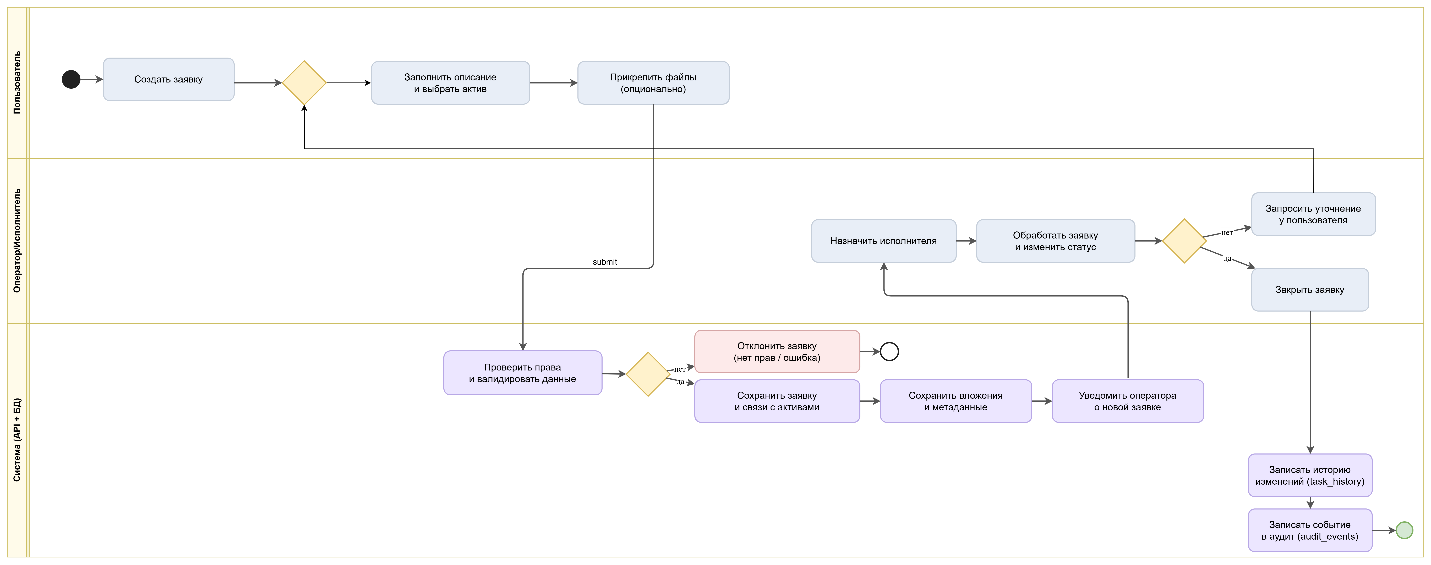 Пользователь
Создать заявку
Заполнить описание
и выбрать актив
Прикрепить файлы
(опционально)
Оператор/Исполнитель
submit
Назначить исполнителя
Обработать заявку
и изменить статус
нет
да
Запросить уточнение
у пользователя
Закрыть заявку
Система (API + БД)
Проверить права
и валидировать данные
нет
да
Отклонить заявку
(нет прав / ошибка)
Сохранить заявку
и связи с активами
Сохранить вложения
и метаданные
Уведомить оператора
о новой заявке
Записать историю
изменений (task_history)
Записать событие
в аудит (audit_events)